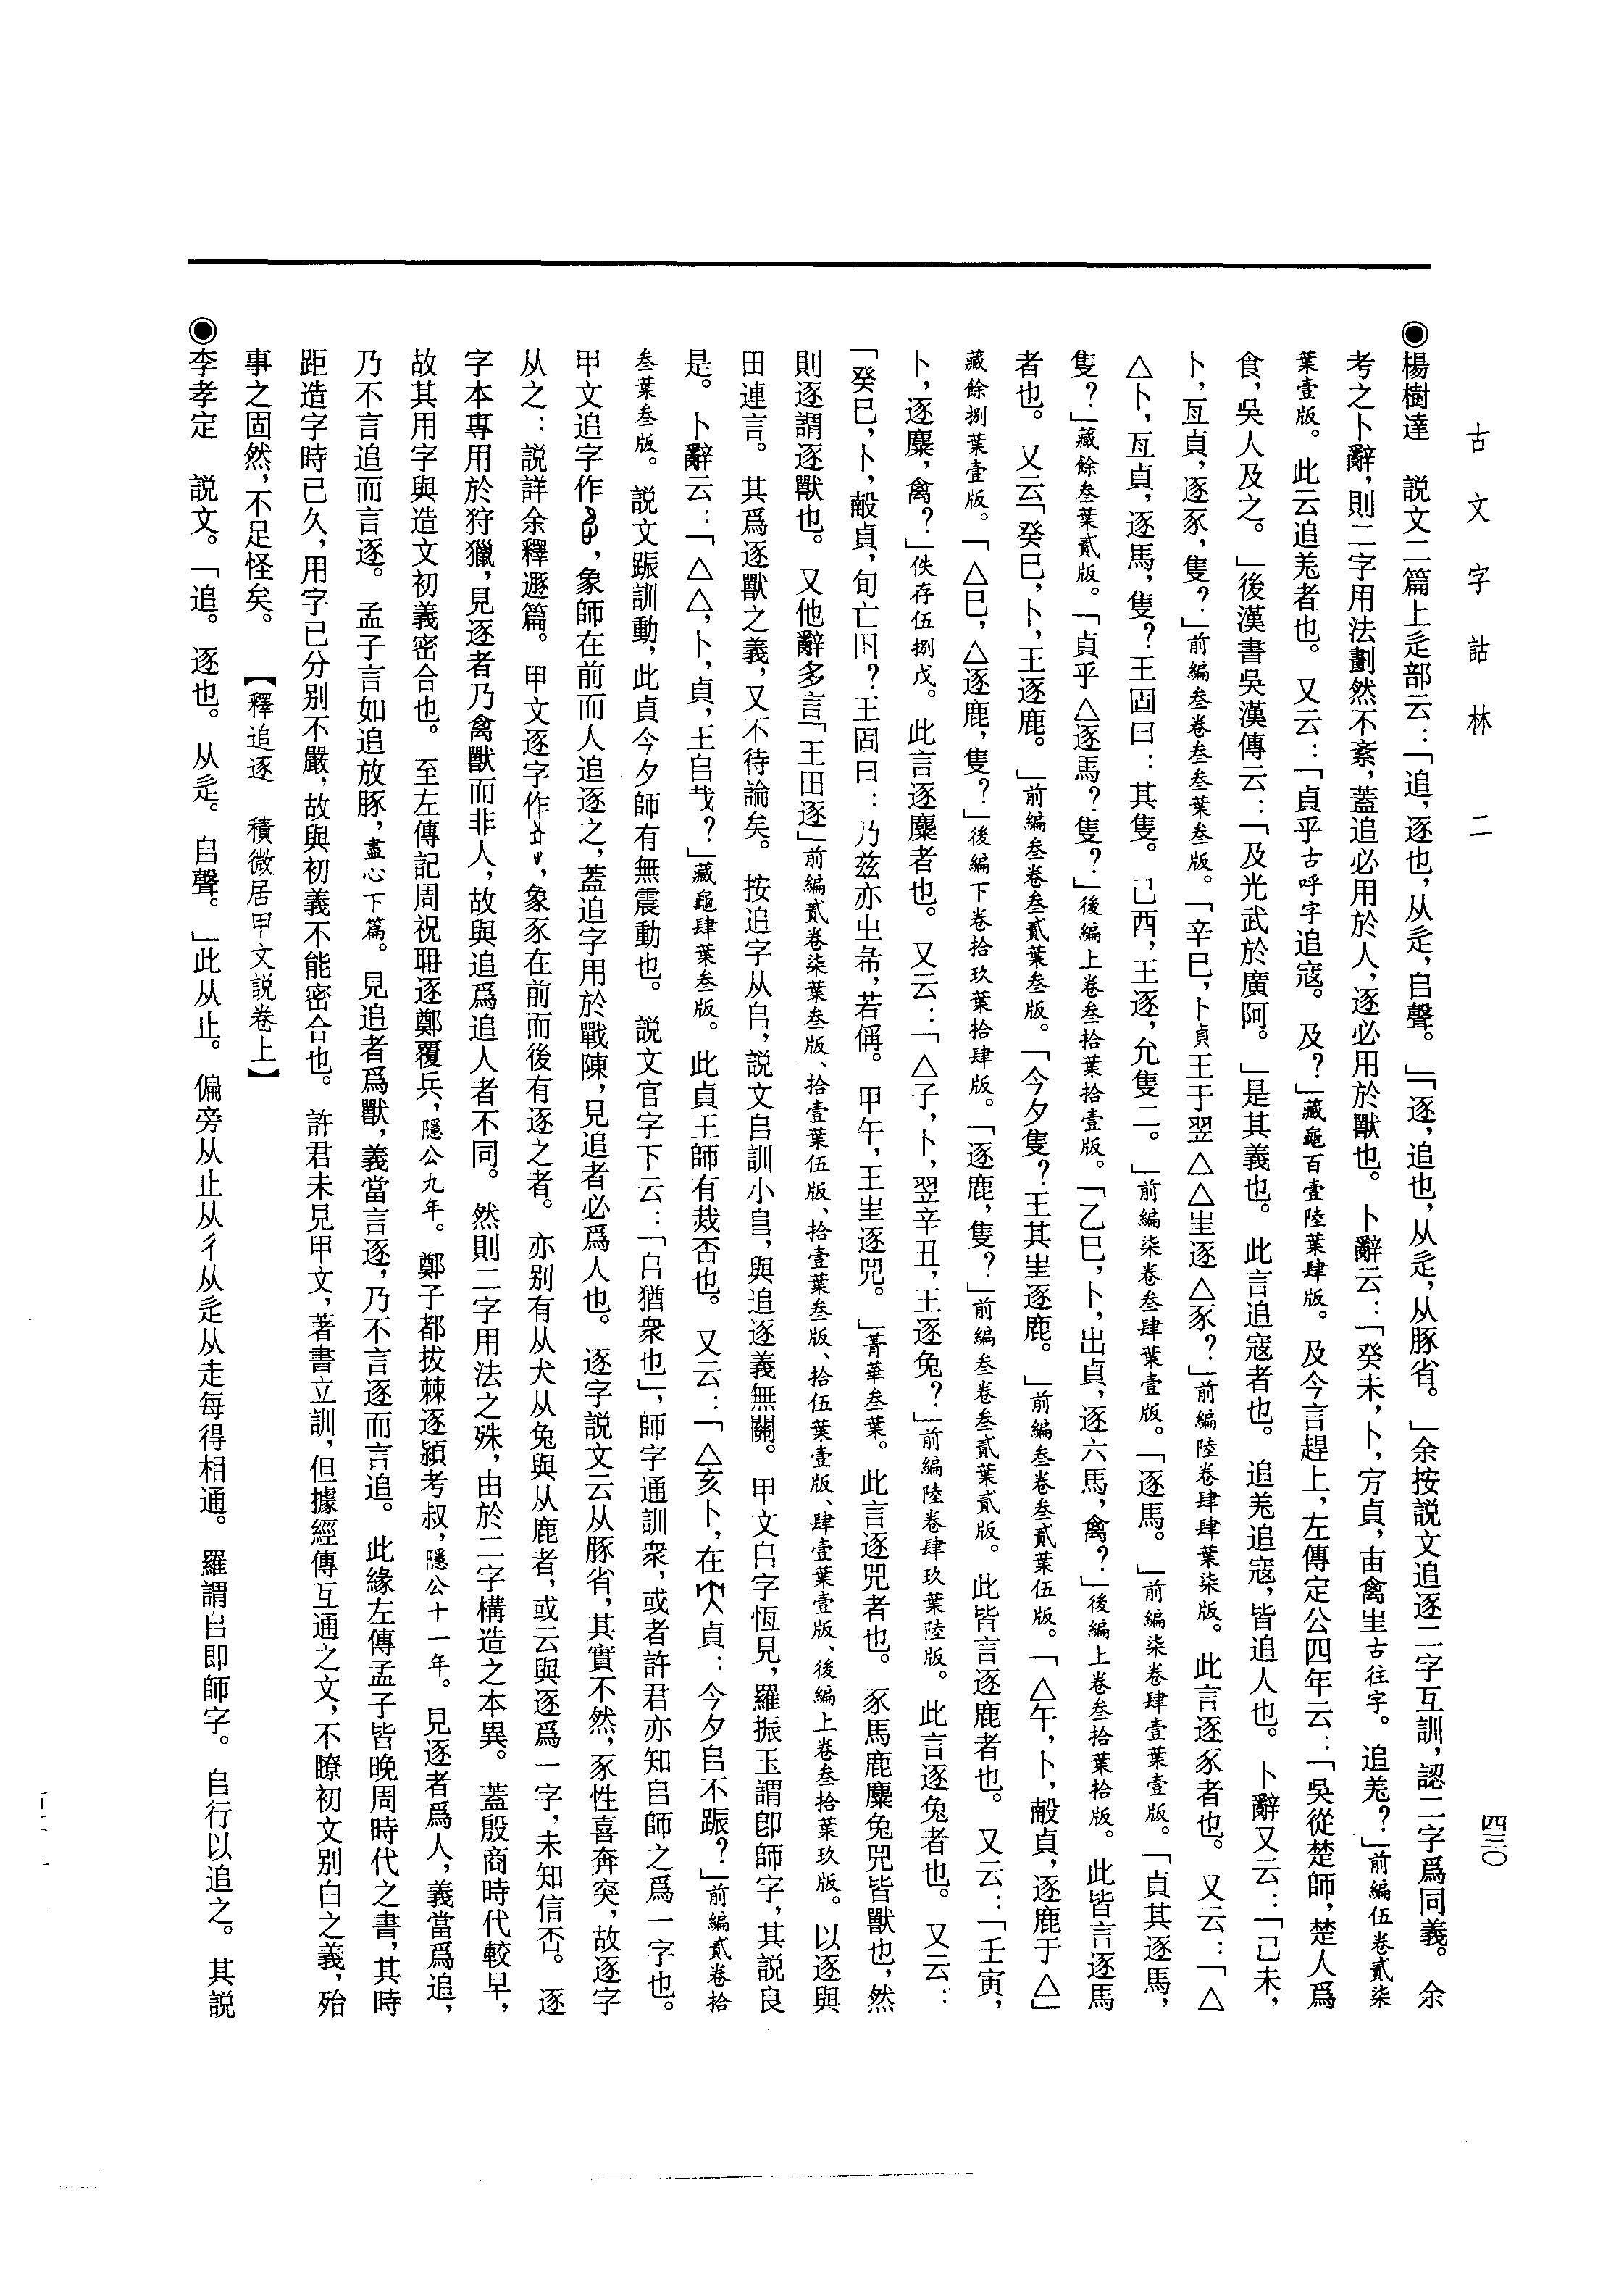 古文字詁林 二
四三〇
◉楊樹達 説文二篇上辵部云：「追，逐也，从辵，𠂤聲。」「逐，追也，从辵，从豚省。」余按説文追逐二字互訓，認二字爲同義。余
考之卜辭，則二字用法劃然不紊，蓋追必用於人，逐必用於獸也。卜辭云：「癸未，卜，㝑貞，𤰔禽㞷古往字。追羌？」前編伍卷貳柒
葉壹版。此云追羌者也。又云：「貞乎古呼字追寇。及？」藏龜百壹陸葉肆版。及今言趕上，左傳定公四年云：「吳從楚師，楚人爲
食，吳人及之。」後漢書吳漢傳云：「及光武於廣阿。」是其義也。此言追寇者也。追羌追寇，皆追人也。卜辭又云：「己未，
卜，亙貞，逐豕，隻？」前編叁卷叁叁葉叁版。「辛巳，卜貞王于翌△△㞷逐△豕？」前編陸卷肆肆葉柒版。此言逐豕者也。又云：「△
△卜，亙貞，逐馬，隻？王固曰：其隻。己酉，王逐，允隻二。」前編柒卷叁肆葉壹版。「逐馬。」前編柒卷肆壹葉壹版。「貞其逐馬，
隻？」藏餘叁葉貳版。「貞乎△逐馬？隻？」後編上卷叁拾葉拾壹版。「乙巳，卜，出貞，逐六馬，禽？」後編上卷叁拾葉拾版。此皆言逐馬
者也。又云「癸巳，卜，王逐鹿。」前編叁卷叁貳葉叁版。「今夕隻？王其㞷逐鹿。」前編叁卷叁貳葉伍版。「△午，卜，㱿貞，逐鹿于△」
藏餘捌葉壹版。「△巳，△逐鹿，隻？」後編下卷拾玖葉拾肆版。「逐鹿，隻？」前編叁卷叁貳葉貳版。此皆言逐鹿者也。又云：「壬寅，
卜，逐麋，禽？」佚存伍捌戊。此言逐麋者也。又云：「△子，卜，翌辛丑，王逐兔？」前編陸卷肆玖葉陸版。此言逐兔者也。又云：
「癸巳，卜，㱿貞，旬亡𡆥？王固曰：乃兹亦㞢希，若偁。甲午，王㞷逐兕。」菁華叁葉。此言逐兕者也。豕馬鹿麋兔兕皆獸也，然
則逐謂逐獸也。又他辭多言「王田逐」前編貳卷柒葉叁版、拾壹葉伍版、拾壹葉叁版、拾伍葉壹版、肆壹葉壹版、後編上卷叁拾葉玖版。以逐與
田連言。其爲逐獸之義，又不待論矣。按追字从𠂤，説文𠂤訓小𨸏，與追逐義無關。甲文𠂤字恆見，羅振玉謂卽師字，其説良
是。卜辭云：「△△，卜，貞，王𠂤𢦏？」藏龜肆葉叁版。此貞王師有烖否也。又云：「△亥卜，在貞：今夕𠂤不踬？」前編貳卷拾
叁葉叁版。説文踬訓動，此貞今夕師有無震動也。説文官字下云：「𠂤猶衆也」，師字通訓衆，或者許君亦知𠂤師之爲一字也。
甲文追字作，象師在前而人追逐之，蓋追字用於戰陳，見追者必爲人也。逐字説文云从豚省，其實不然，豕性喜奔突，故逐字
从之：説詳余釋遯篇。甲文逐字作，象豕在前而後有逐之者。亦别有从犬从兔與从鹿者，或云與逐爲一字，未知信否。逐
字本專用於狩獵，見逐者乃禽獸而非人，故與追爲追人者不同。然則二字用法之殊，由於二字構造之本異。蓋殷商時代較早，
故其用字與造文初義密合也。至左傳記周祝聃逐鄭覆兵，隱公九年。鄭子都拔棘逐潁考叔，隱公十一年。見逐者爲人，義當爲追，
乃不言追而言逐。孟子言如追放豚，盡心下篇。見追者爲獸，義當言逐，乃不言逐而言追。此緣左傳孟子皆晚周時代之書，其時
距造字時已久，用字已分别不嚴，故與初義不能密合也。許君未見甲文，著書立訓，但據經傳互通之文，不瞭初文别白之義，殆
事之固然，不足怪矣。【釋追逐 積微居甲文説卷上】
◉李孝定 説文。「追。逐也。从辵。𠂤聲。」此从止。偏旁从止从彳从辵从走每得相通。羅謂𠂤即師字。𠂤行以追之。其説